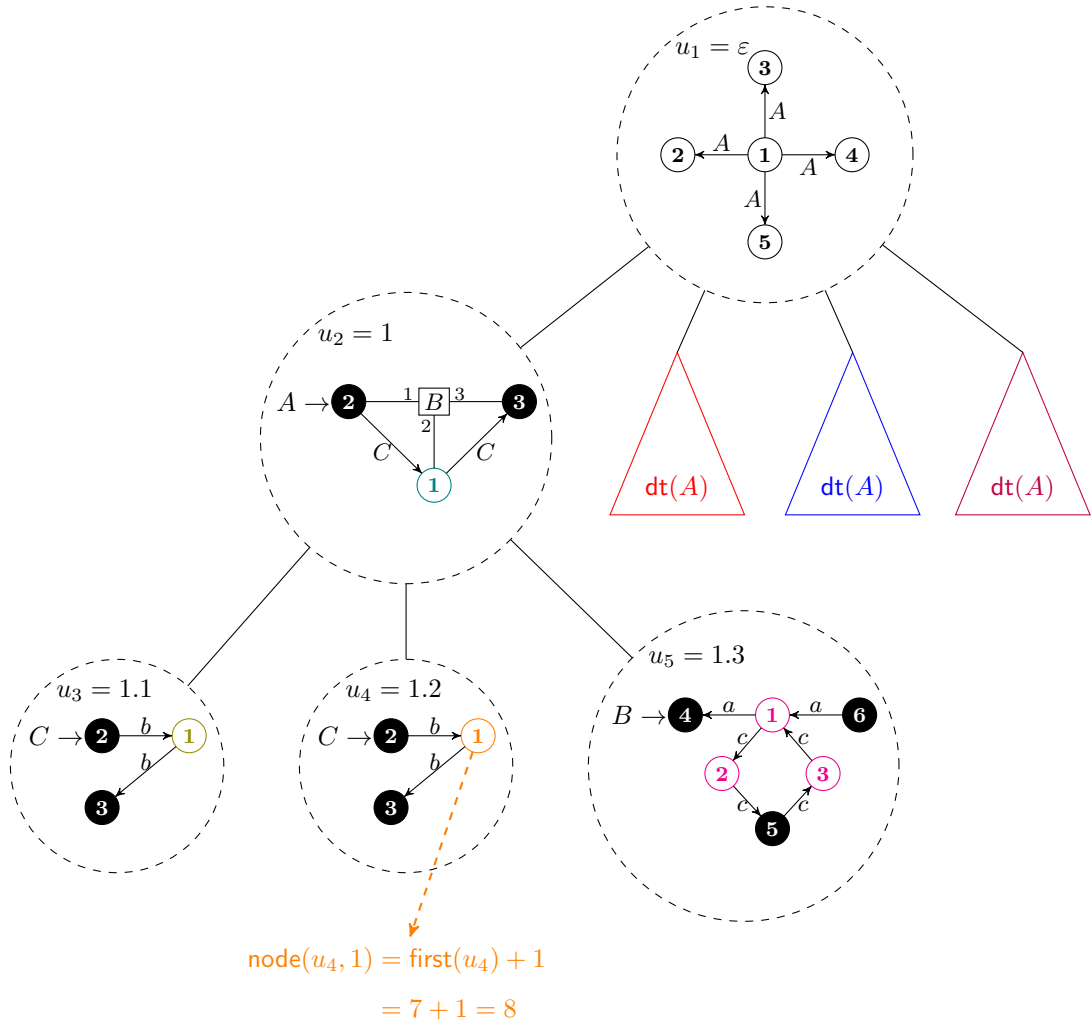 u₁ = ε
3
A
2 A 1 A 4
A
5
u₂ = 1
A → 2 1 B 3 3
2
C C
1
dt(A) dt(A) dt(A)
u₃ = 1.1
C → 2 b 1
b
3
u₄ = 1.2
C → 2 b 1
b
3
u₅ = 1.3
B → 4 a 1 a 6
c c
2 3
c c
5
node(u₄, 1) = first(u₄) + 1
= 7 + 1 = 8